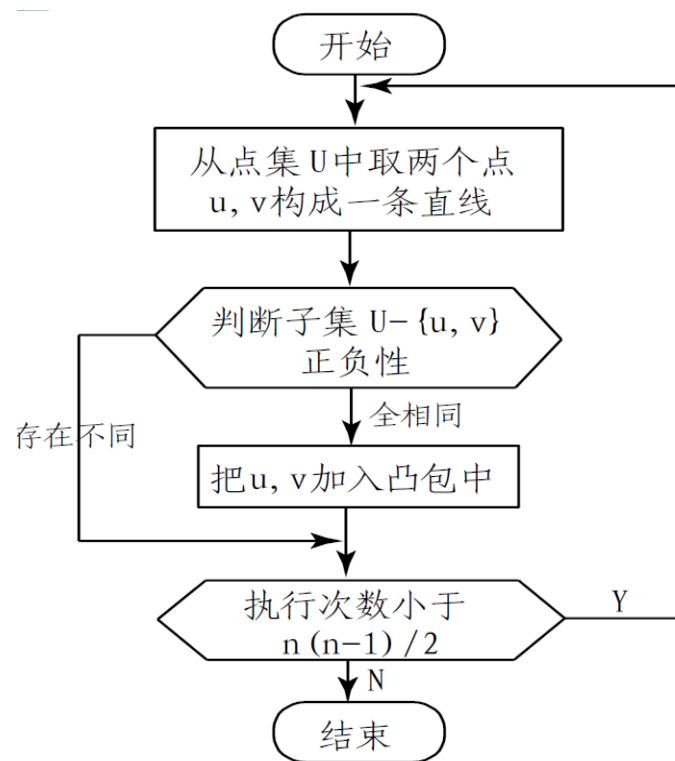 开始
从点集U中取两个点
u,v构成一条直线
判断子集U-{u,v}
正负性
全相同
存在不同
把u,v加入凸包中
执行次数小于
n(n-1)/2
Y
N
结束